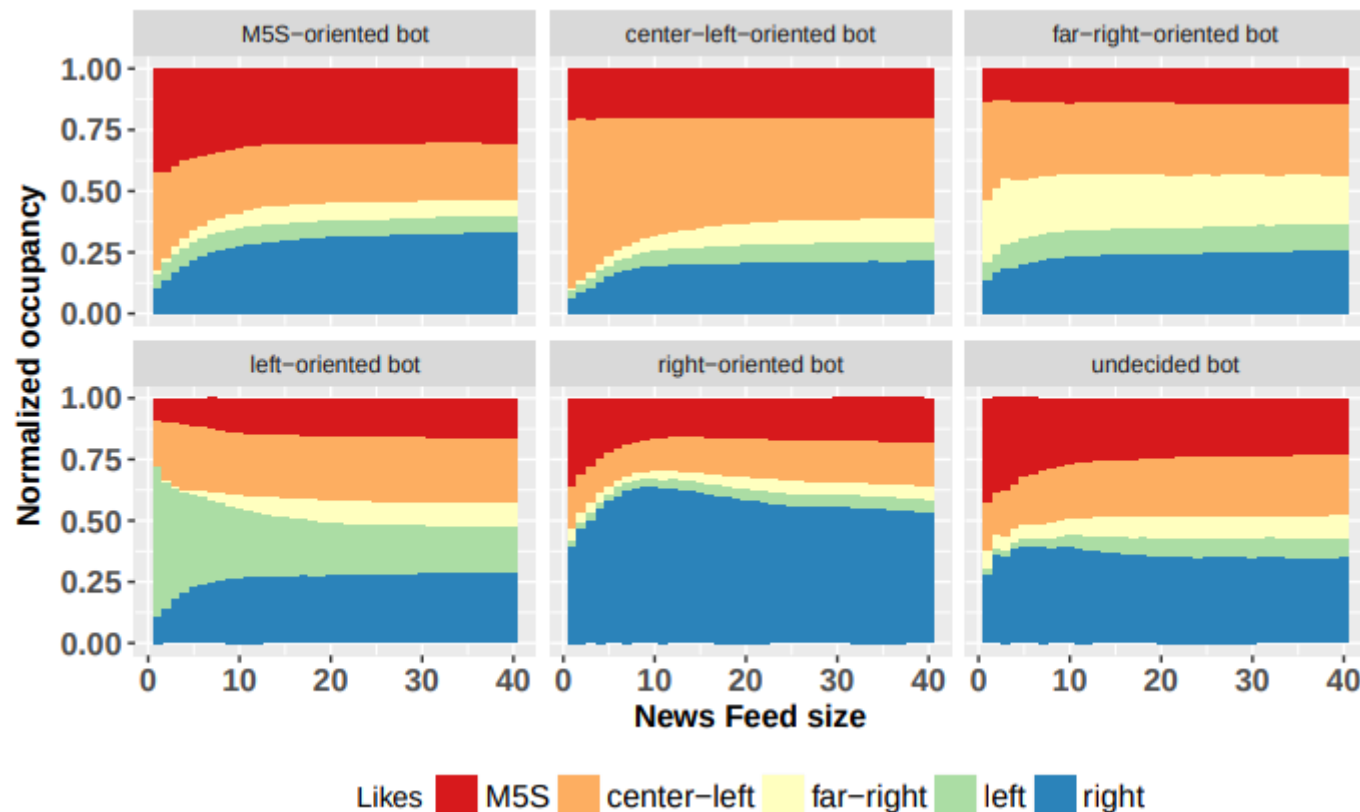 M5S−oriented bot center−left−oriented bot far−right−oriented bot
1.00
0.75
0.50
0.25
0.00
Normalized occupancy
left−oriented bot right−oriented bot undecided bot
1.00
0.75
0.50
0.25
0.00
0 10 20 30 40 0 10 20 30 40 0 10 20 30 40
News Feed size
Likes M5S center−left far−right left right